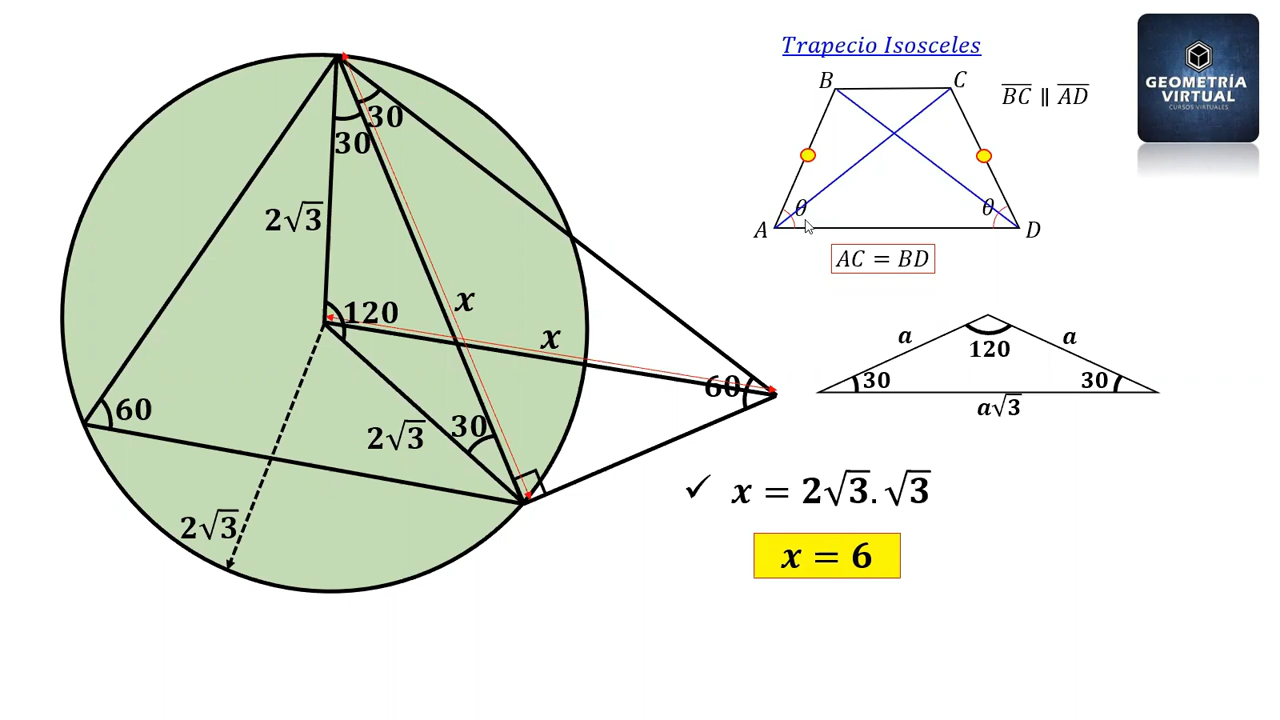 Trapecio Isosceles
B
C
A
D
θ
θ
BC ∥ AD
AC = BD
GEOMETRÍA
VIRTUAL
CURSOS VIRTUALES
30
30
2√3
120
x
x
60
60
30
2√3
2√3
a
a
120
30
30
a√3
✓ x = 2√3.√3
x = 6